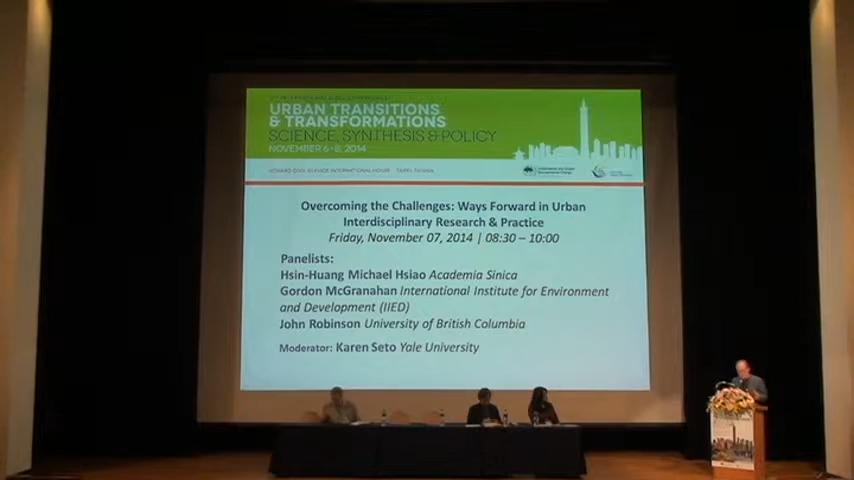 URBAN TRANSITIONS
& TRANSFORMATIONS
SCIENCE, SYNTHESIS & POLICY
NOVEMBER 6-8, 2014
Overcoming the Challenges: Ways Forward in Urban
Interdisciplinary Research & Practice
Friday, November 07, 2014 | 08:30 – 10:00
Panelists:
Hsin-Huang Michael Hsiao Academia Sinica
Gordon McGranahan International Institute for Environment
and Development (IIED)
John Robinson University of British Columbia
Moderator: Karen Seto Yale University